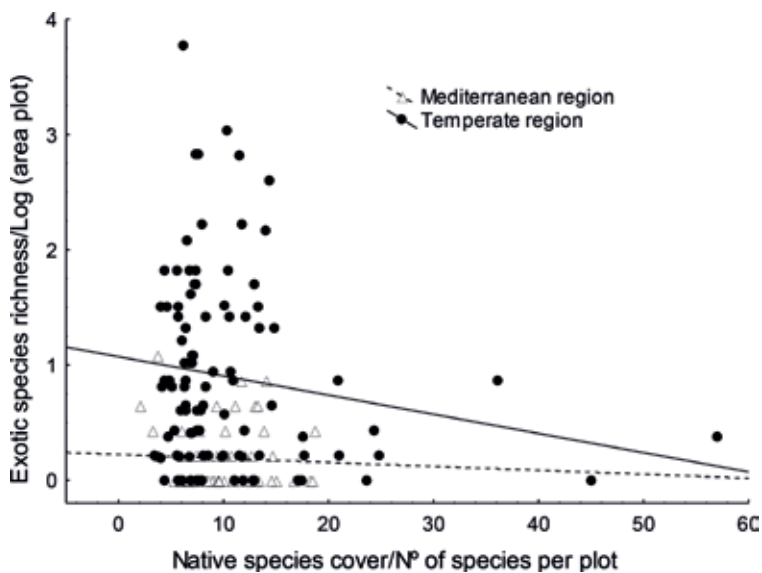 4
3
2
1
0
Exotic species richness/Log (area plot)
Mediterranean region
Temperate region
0 10 20 30 40 50 60
Native species cover/Nº of species per plot